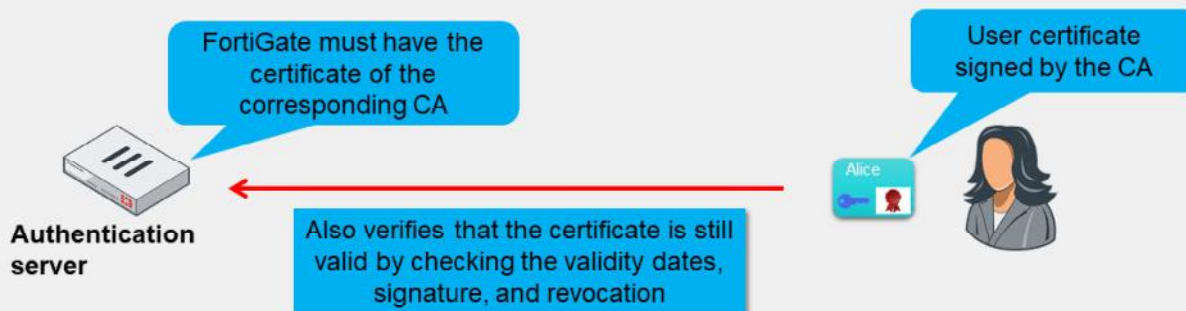 FortiGate must have the
certificate of the
corresponding CA
User certificate
signed by the CA
Alice
Authentication
server
Also verifies that the certificate is still
valid by checking the validity dates,
signature, and revocation